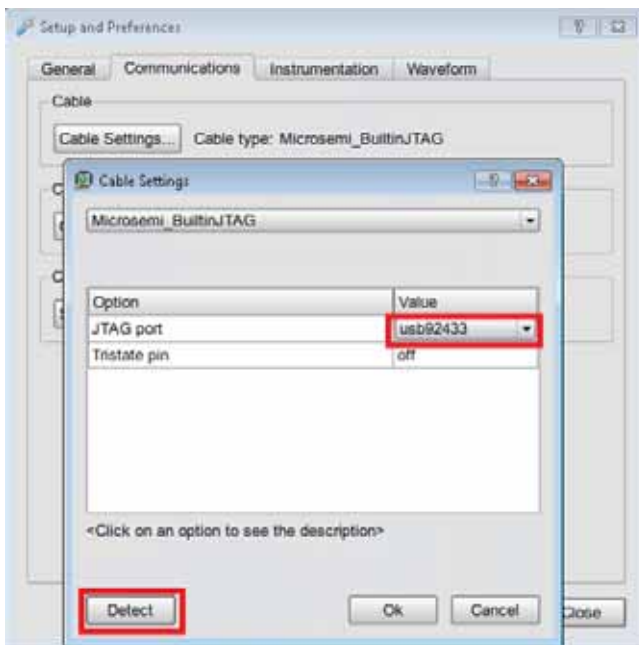 Setup and Preferences
General Communications Instrumentation Waveform
Cable
Cable Settings... Cable type: Microsemi_BuiltinJTAG
Cable Settings
Microsemi_BuiltinJTAG
Option Value
JTAG port usb92433
Tristate pin off
<Click on an option to see the description>
Detect Ok Cancel Close